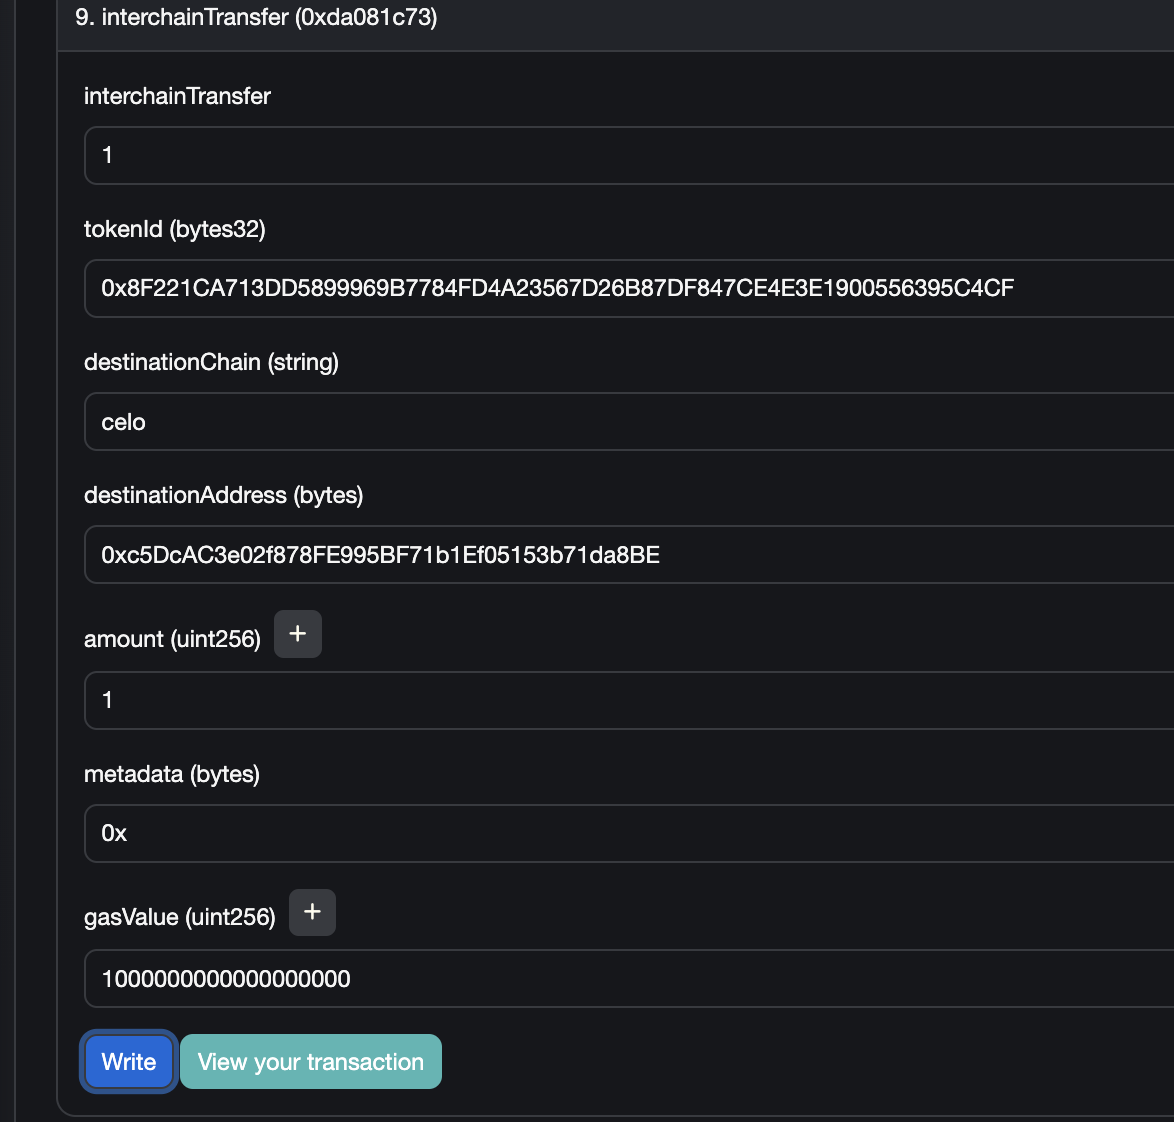 9. interchainTransfer (0xda081c73)
interchainTransfer
1
tokenId (bytes32)
0x8F221CA713DD5899969B7784FD4A23567D26B87DF847CE4E3E1900556395C4CF
destinationChain (string)
celo
destinationAddress (bytes)
0xc5DcAC3e02f878FE995BF71b1Ef05153b71da8BE
amount (uint256) +
1
metadata (bytes)
0x
gasValue (uint256) +
1000000000000000000
Write View your transaction